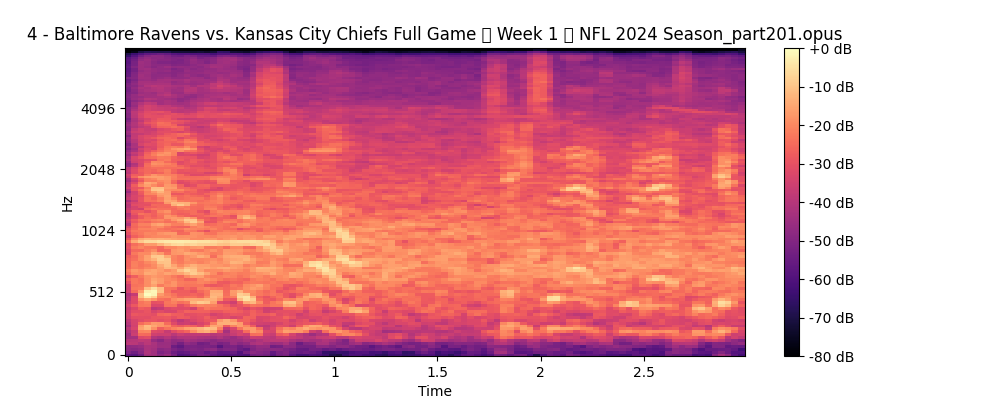 4 - Baltimore Ravens vs. Kansas City Chiefs Full Game ▯ Week 1 ▯ NFL 2024 Season_part201.opus
+0 dB
-10 dB
-20 dB
-30 dB
-40 dB
-50 dB
-60 dB
-70 dB
-80 dB
4096
2048
1024
512
0
Hz
0 0.5 1 1.5 2 2.5
Time